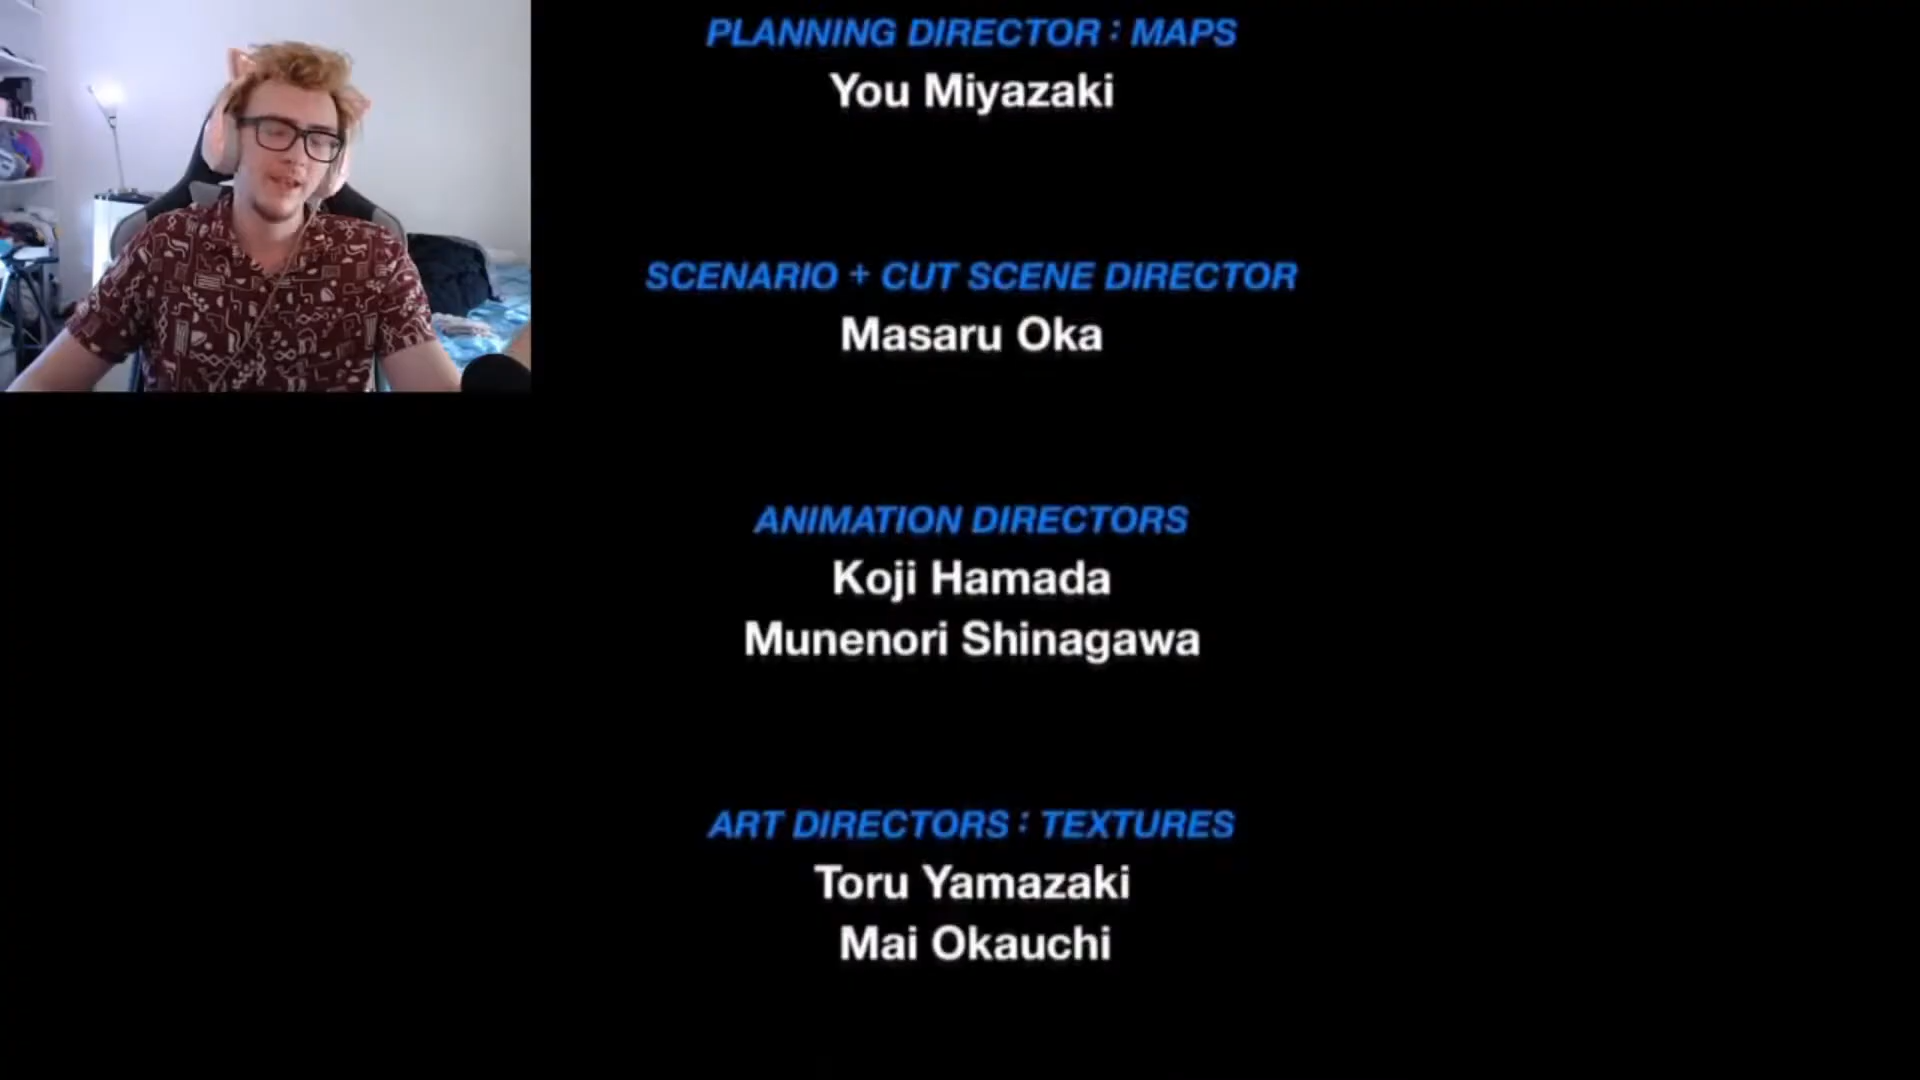 PLANNING DIRECTOR : MAPS
You Miyazaki
SCENARIO + CUT SCENE DIRECTOR
Masaru Oka
ANIMATION DIRECTORS
Koji Hamada
Munenori Shinagawa
ART DIRECTORS : TEXTURES
Toru Yamazaki
Mai Okauchi